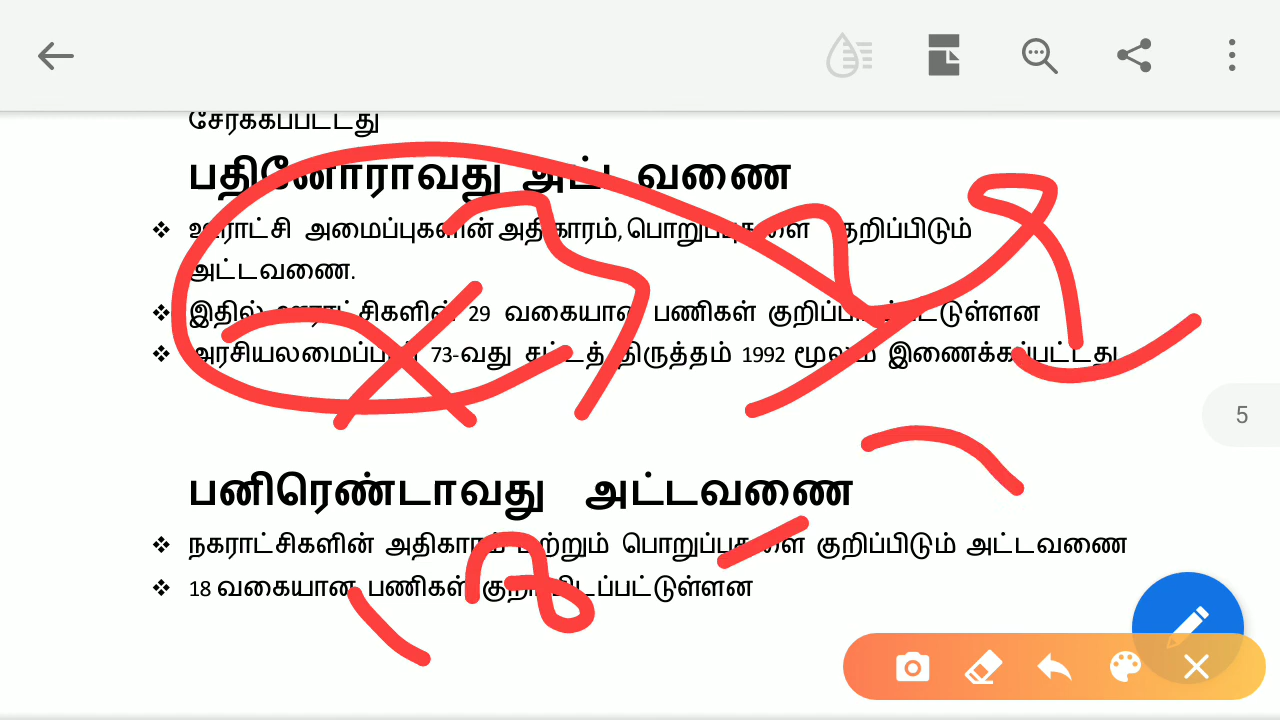 சேர்க்கப்பட்டது
பதினோராவது அட்டவணை
❖ ஊராட்சி அமைப்புகளின் அதிகாரம், பொறுப்புகளை குறிப்பிடும்
அட்டவணை.
❖ இதில் ஊராட்சிகளின் 29 வகையான பணிகள் குறிப்பிடப்பட்டுள்ளன
❖ அரசியலமைப்பின் 73-வது சட்டத் திருத்தம் 1992 மூலம் இணைக்கப்பட்டது
5
பனிரெண்டாவது அட்டவணை
❖ நகராட்சிகளின் அதிகாரம் மற்றும் பொறுப்புகளை குறிப்பிடும் அட்டவணை
❖ 18 வகையான பணிகள் குறிப்பிடப்பட்டுள்ளன